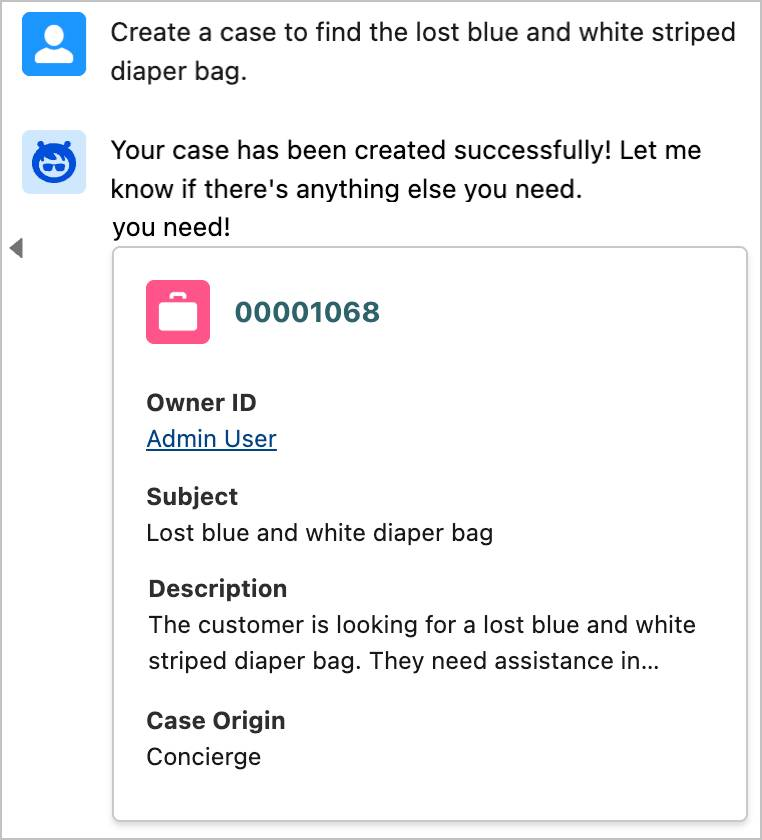 Create a case to find the lost blue and white striped
diaper bag.
Your case has been created successfully! Let me
know if there's anything else you need.
you need!
00001068
Owner ID
Admin User
Subject
Lost blue and white diaper bag
Description
The customer is looking for a lost blue and white
striped diaper bag. They need assistance in...
Case Origin
Concierge